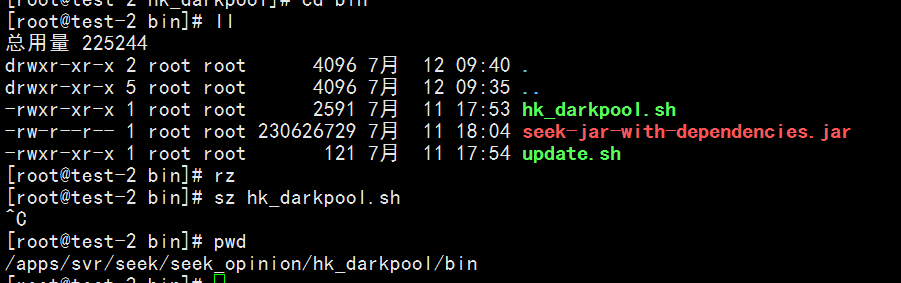 [root@test-2 hk_darkpool]# cd bin
[root@test-2 bin]# ll
总用量 225244
drwxr-xr-x 2 root root      4096 7月  12 09:40 .
drwxr-xr-x 5 root root      4096 7月  12 09:35 ..
-rwxr-xr-x 1 root root      2591 7月  11 17:53 hk_darkpool.sh
-rw-r--r-- 1 root root 230626729 7月  11 18:04 seek-jar-with-dependencies.jar
-rwxr-xr-x 1 root root       121 7月  11 17:54 update.sh
[root@test-2 bin]# rz
[root@test-2 bin]# sz hk_darkpool.sh
^C
[root@test-2 bin]# pwd
/apps/svr/seek/seek_opinion/hk_darkpool/bin
[root@test-2 bin]#